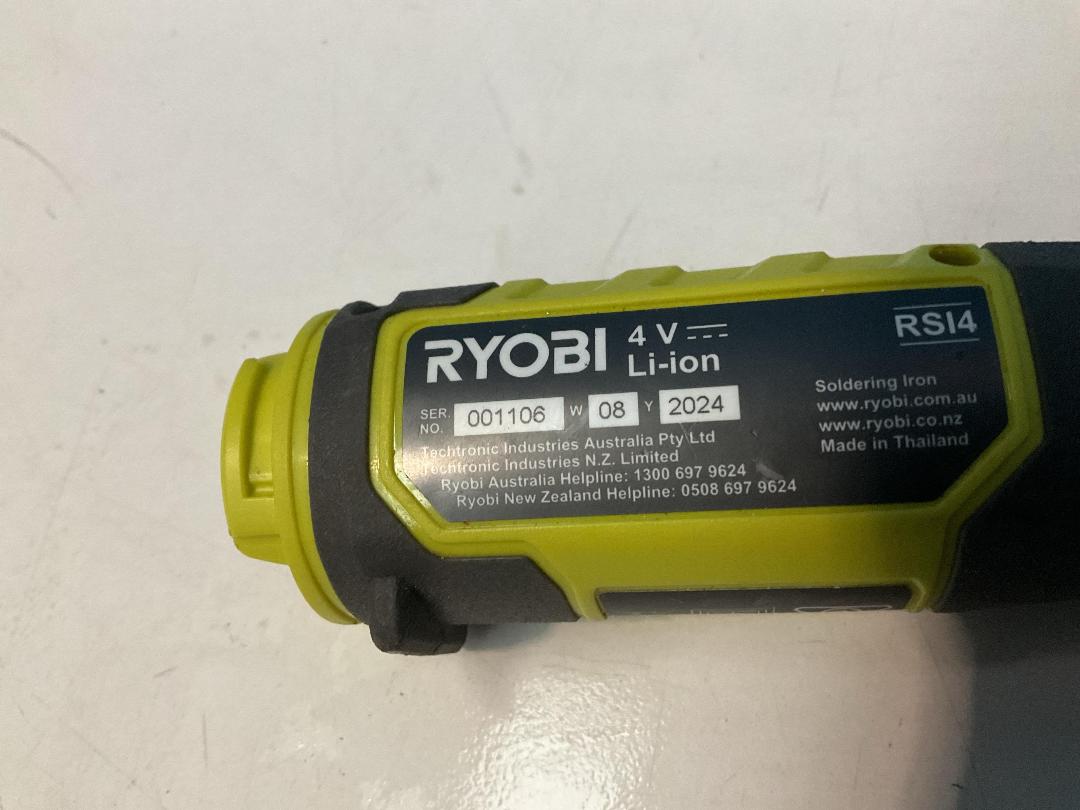 RYOBI 4 V
Li-ion
RSI4
SER. NO. 001106 W 08 Y 2024
Techtronic Industries Australia Pty Ltd
Techtronic Industries N.Z. Limited
Ryobi Australia Helpline: 1300 697 9624
Ryobi New Zealand Helpline: 0508 697 9624
Soldering Iron
www.ryobi.com.au
www.ryobi.co.nz
Made in Thailand